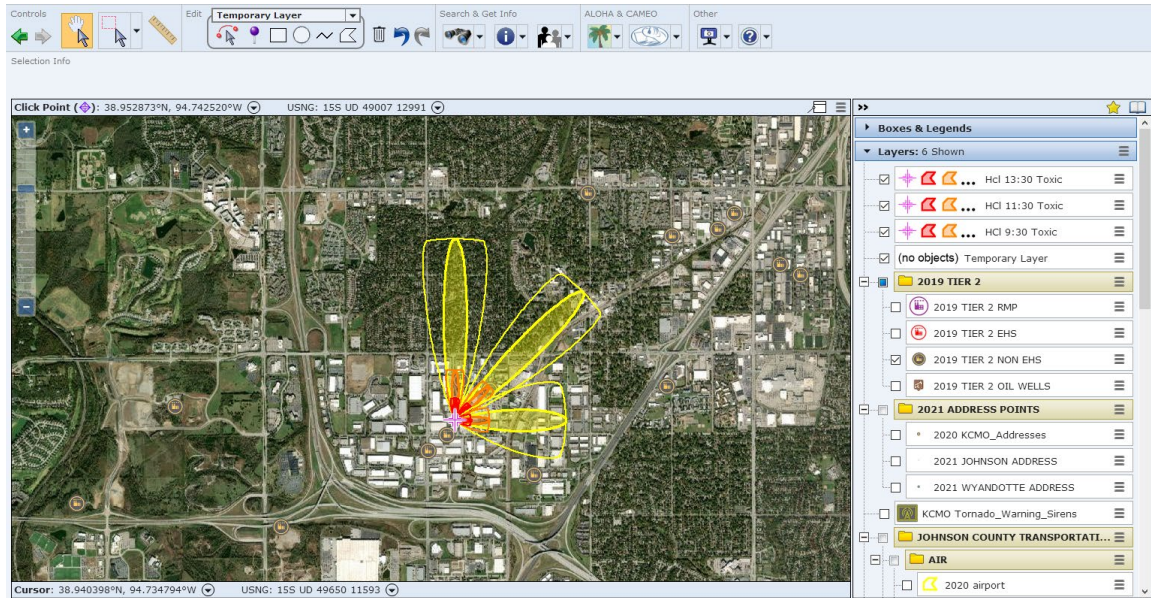 Controls
Edit
Temporary Layer
Search & Get Info
ALOHA & CAMEO
Other
Selection Info
Click Point ( ): 38.952873°N, 94.742520°W USNG: 15S UD 49007 12991
Boxes & Legends
Layers: 6 Shown
... Hcl 13:30 Toxic
... Hcl 11:30 Toxic
... HCl 9:30 Toxic
(no objects) Temporary Layer
2019 TIER 2
2019 TIER 2 RMP
2019 TIER 2 EHS
2019 TIER 2 NON EHS
2019 TIER 2 OIL WELLS
2021 ADDRESS POINTS
2020 KCMO_Addresses
2021 JOHNSON ADDRESS
2021 WYANDOTTE ADDRESS
KCMO Tornado_Warning_Sirens
JOHNSON COUNTY TRANSPORTATI...
AIR
2020 airport
Cursor: 38.940398°N, 94.734794°W USNG: 15S UD 49650 11593